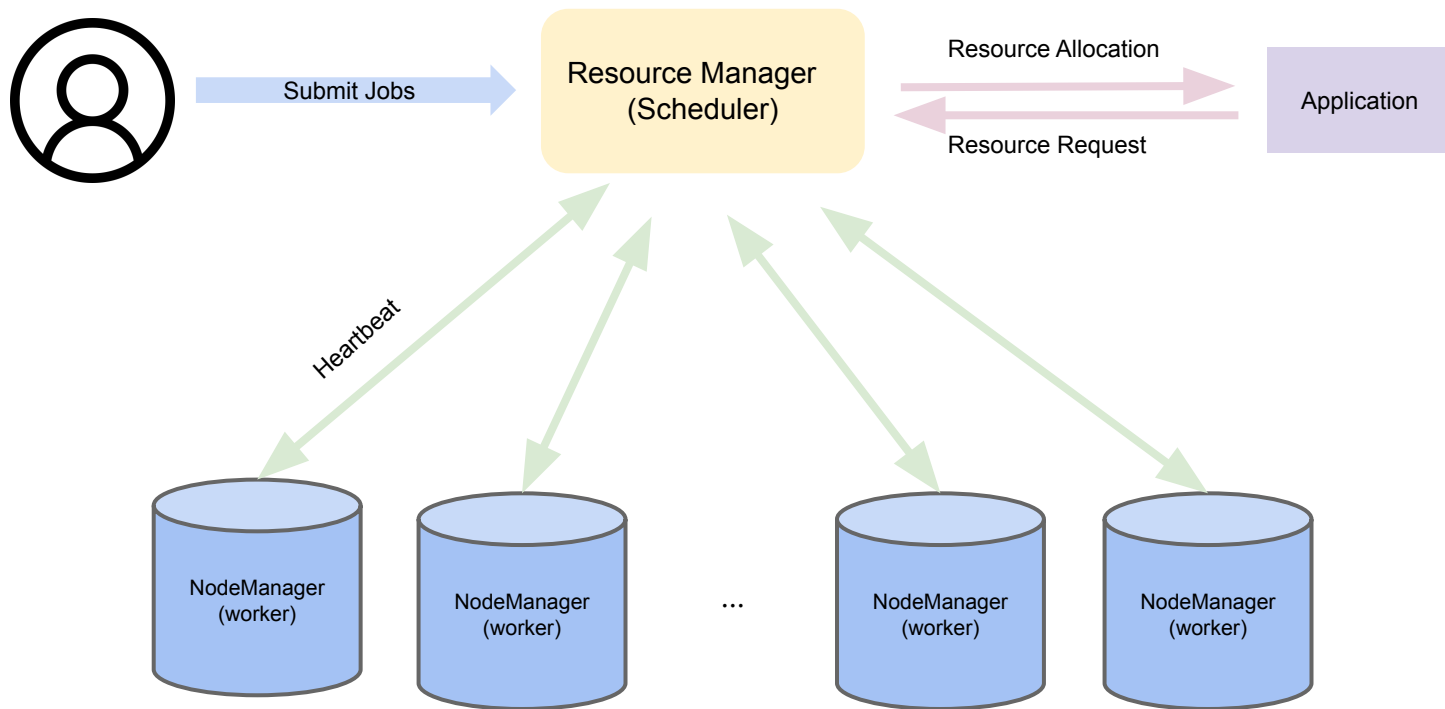 Submit Jobs
Resource Manager
(Scheduler)
Resource Allocation
Resource Request
Application
Heartbeat
NodeManager
(worker)
NodeManager
(worker)
...
NodeManager
(worker)
NodeManager
(worker)